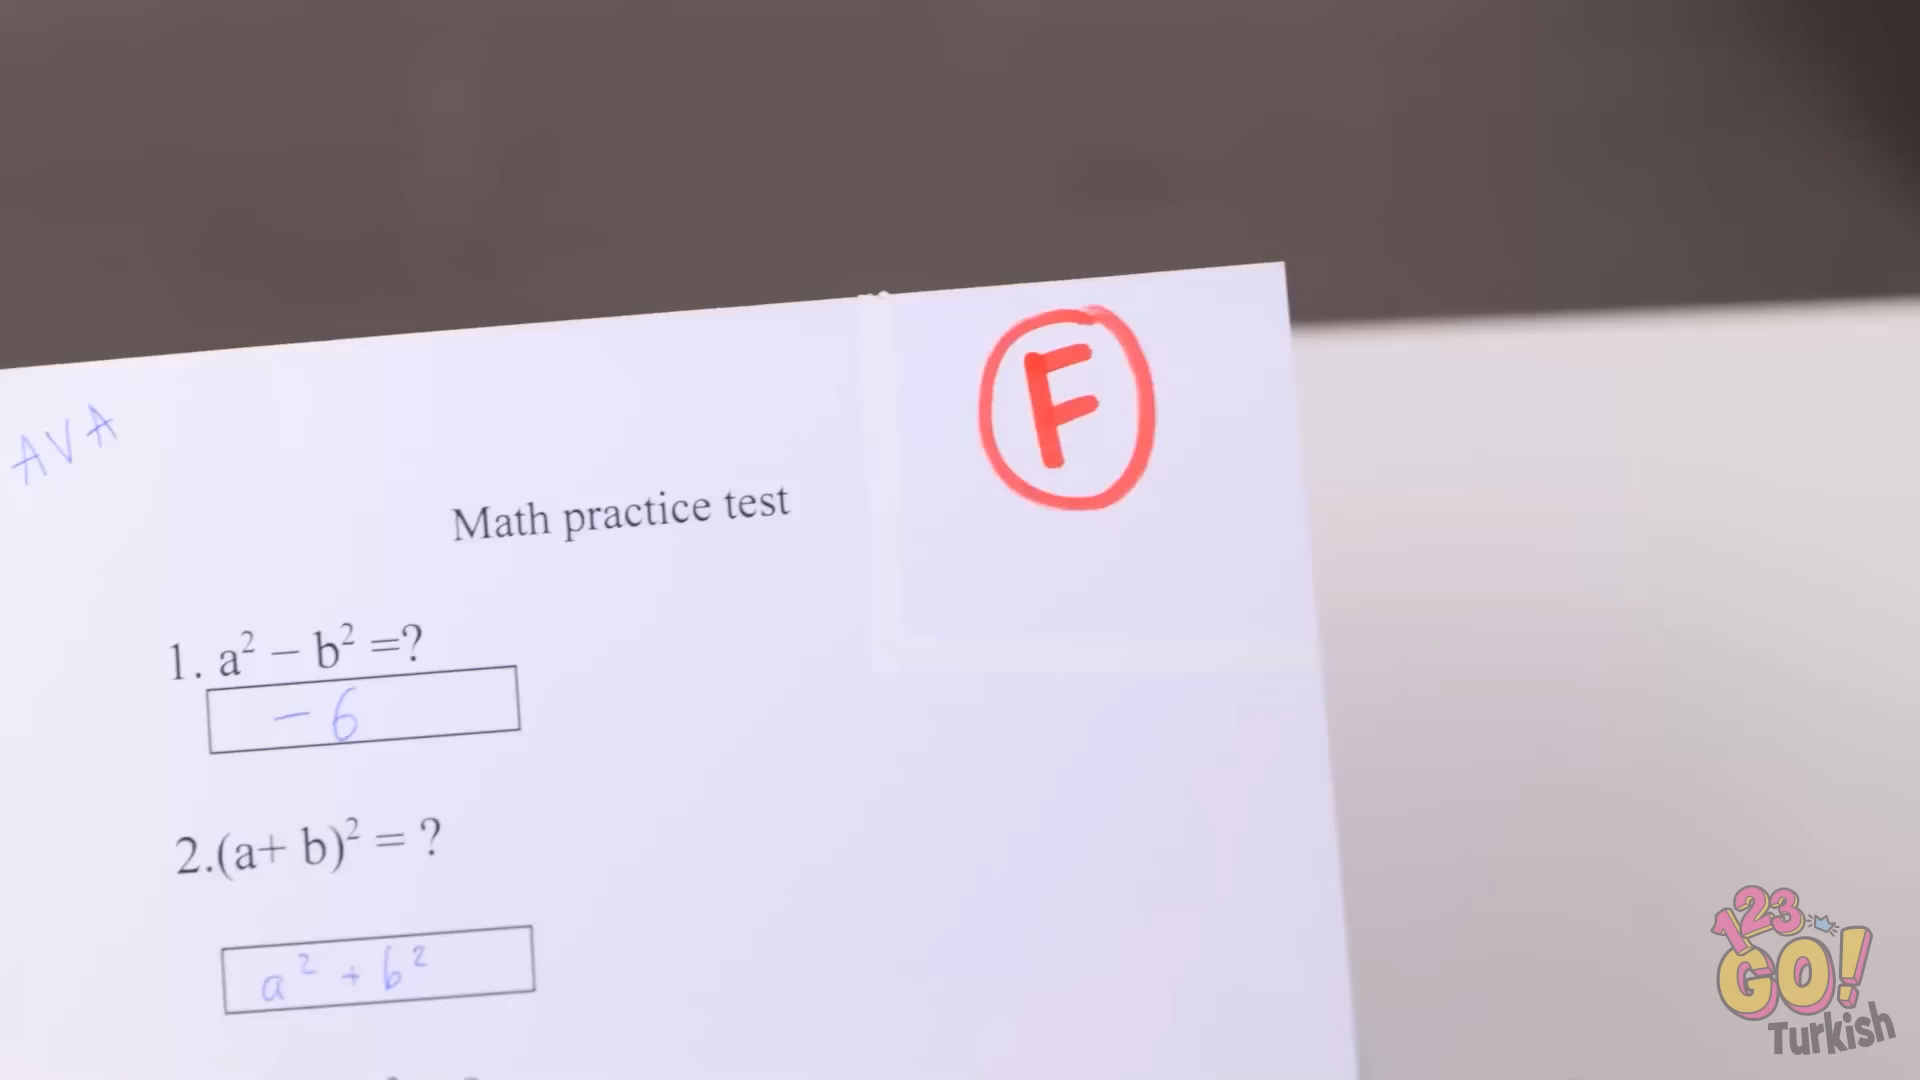 F
AVA
Math practice test
1. a² − b² =?
− 6
2.(a+ b)² = ?
a² + b²
123
GO!
Turkish